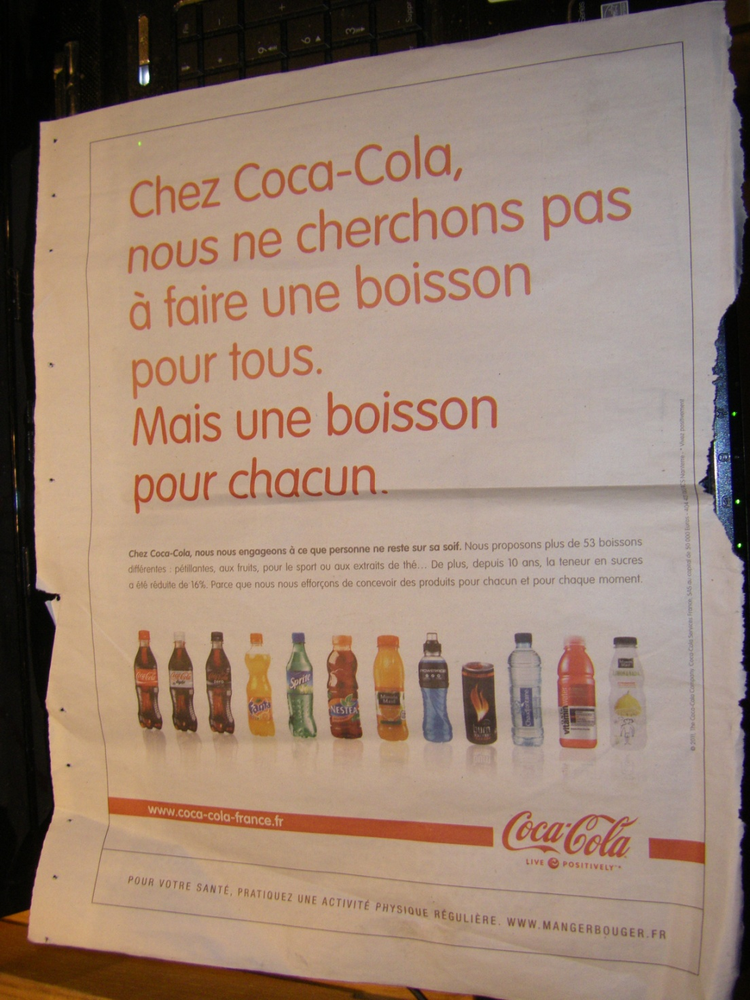 Chez Coca-Cola,
nous ne cherchons pas
à faire une boisson
pour tous.
Mais une boisson
pour chacun.
Chez Coca-Cola, nous nous engageons à ce que personne ne reste sur sa soif. Nous proposons plus de 53 boissons
différentes : pétillantes, aux fruits, pour le sport ou aux extraits de thé... De plus, depuis 10 ans, la teneur en sucres
a été réduite de 16%. Parce que nous nous efforçons de concevoir des produits pour chacun et pour chaque moment.
Coca-Cola
Coca-Cola
zero
Fanta
Sprite
NESTEA
Minute Maid
POWERADE
burn
vitaminwater
www.coca-cola-france.fr
Coca-Cola
LIVE POSITIVELY™*
POUR VOTRE SANTÉ, PRATIQUEZ UNE ACTIVITÉ PHYSIQUE RÉGULIÈRE. WWW.MANGERBOUGER.FR
The Coca-Cola Company. Coca-Cola Services France, SAS au capital de 50 000 Euros - Nanterre - * Vivez positivement